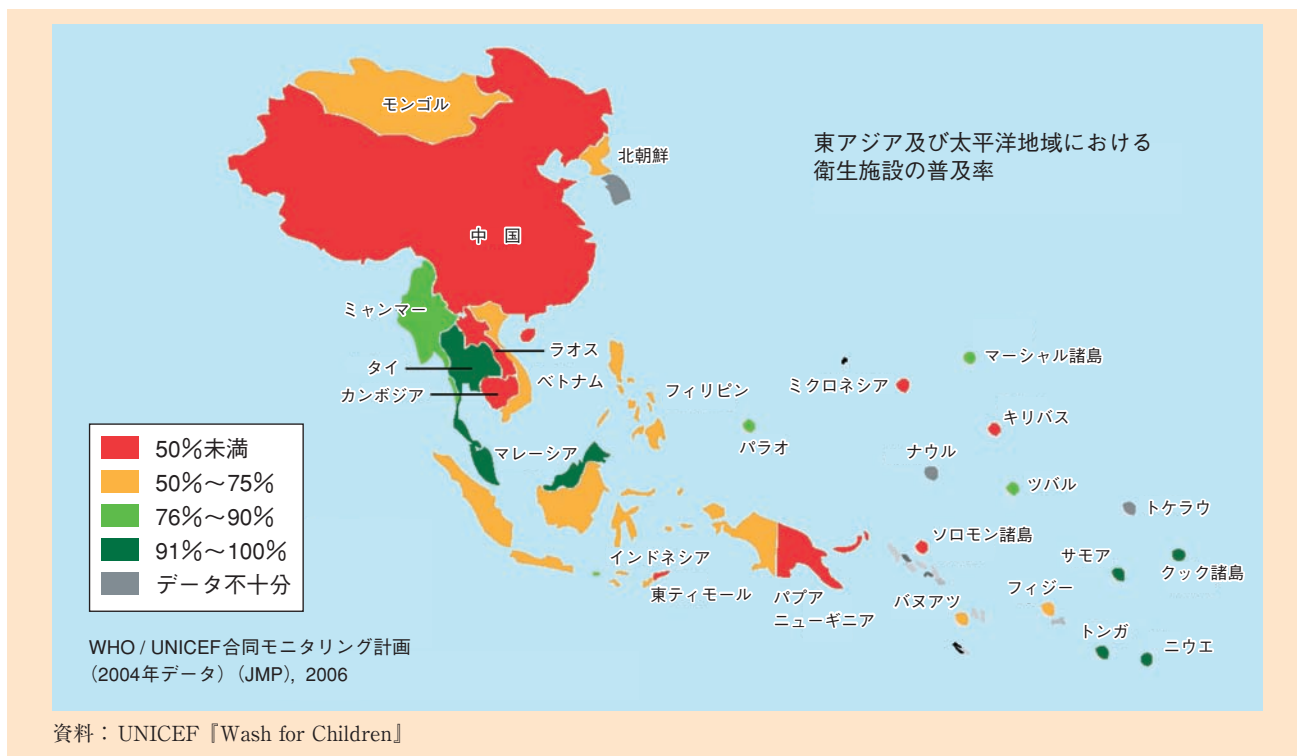 モンゴル
北朝鮮
東アジア及び太平洋地域における
衛生施設の普及率
中 国
ミャンマー
ラオス
タイ
ベトナム
カンボジア
フィリピン
マーシャル諸島
ミクロネシア
キリバス
パラオ
ナウル
マレーシア
ツバル
トケラウ
ソロモン諸島
インドネシア
サモア
クック諸島
東ティモール
パプア
ニューギニア
バヌアツ
フィジー
トンガ
ニウエ
50%未満
50%～75%
76%～90%
91%～100%
データ不十分
WHO / UNICEF合同モニタリング計画
（2004年データ）(JMP), 2006
資料：UNICEF『Wash for Children』